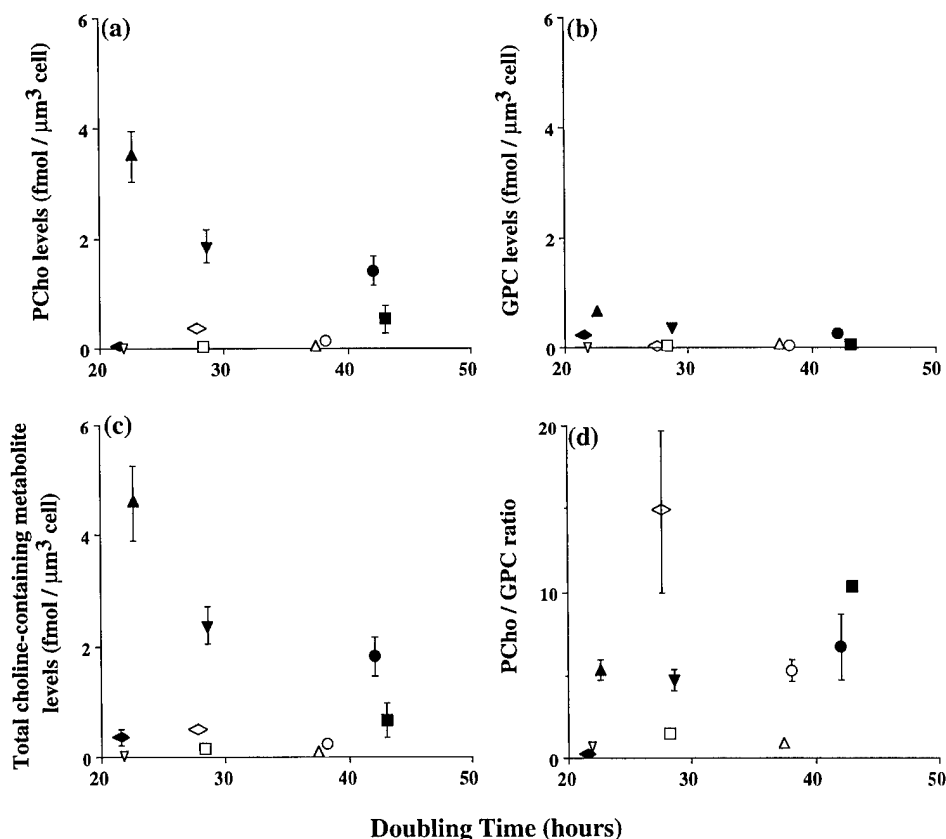 (a)
PCho levels (fmol / μm³ cell)
6
4
2
0
20 30 40 50
(b)
GPC levels (fmol / μm³ cell)
6
4
2
0
20 30 40 50
(c)
Total choline-containing metabolite
levels (fmol / μm³ cell)
6
4
2
0
20 30 40 50
(d)
PCho / GPC ratio
20
10
0
20 30 40 50
Doubling Time (hours)